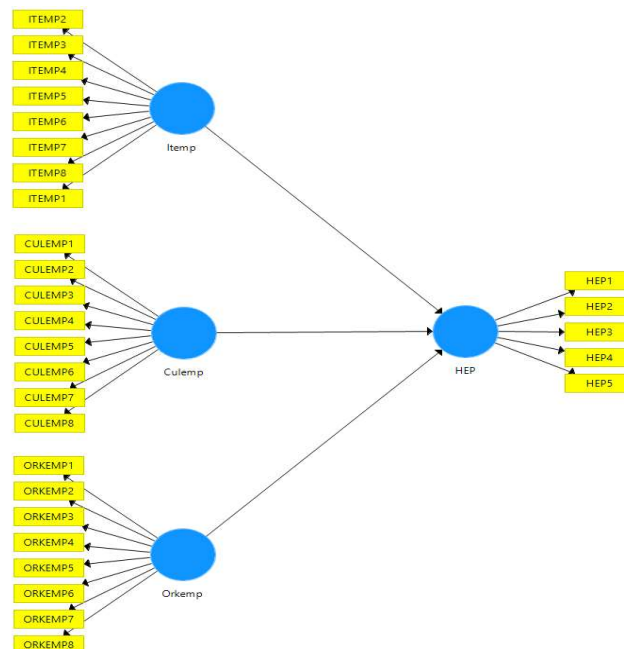 ITEMP2
ITEMP3
ITEMP4
ITEMP5
ITEMP6
ITEMP7
ITEMP8
ITEMP1
Itemp
CULEMP1
CULEMP2
CULEMP3
CULEMP4
CULEMP5
CULEMP6
CULEMP7
CULEMP8
Culemp
HEP1
HEP2
HEP3
HEP4
HEP5
HEP
ORKEMP1
ORKEMP2
ORKEMP3
ORKEMP4
ORKEMP5
ORKEMP6
ORKEMP7
ORKEMP8
Orkemp